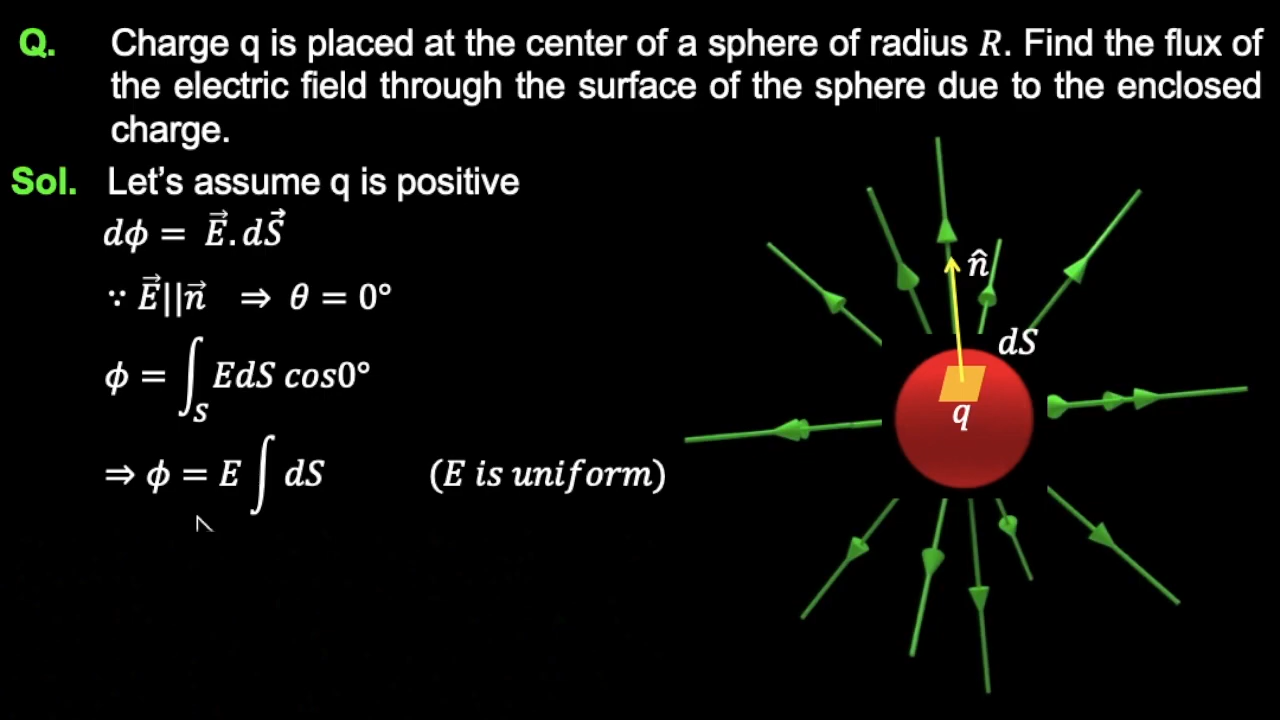 Q. Charge q is placed at the center of a sphere of radius R. Find the flux of
the electric field through the surface of the sphere due to the enclosed
charge.
Sol. Let's assume q is positive
dϕ = E⃗.dS⃗
∵ E⃗||n⃗ ⇒ θ = 0°
ϕ = ∫_S EdS cos0°
⇒ ϕ = E ∫ dS (E is uniform)
n̂
dS
q